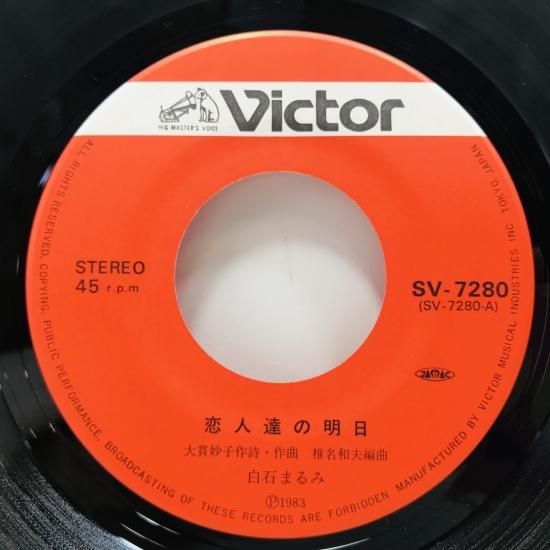 HIS MASTER'S VOICE
Victor
STEREO
45 r.p.m
SV-7280
(SV-7280-A)
JASRAC
恋人達の明日
大貫妙子作詩・作曲 椎名和夫編曲
白石まるみ
Ⓟ1983
ALL RIGHTS RESERVED. COPYING, PUBLIC PERFORMANCE, BROADCASTING OF THESE RECORDS ARE FORBIDDEN MANUFACTURED BY VICTOR MUSICAL INDUSTRIES INC TOKYO, JAPAN